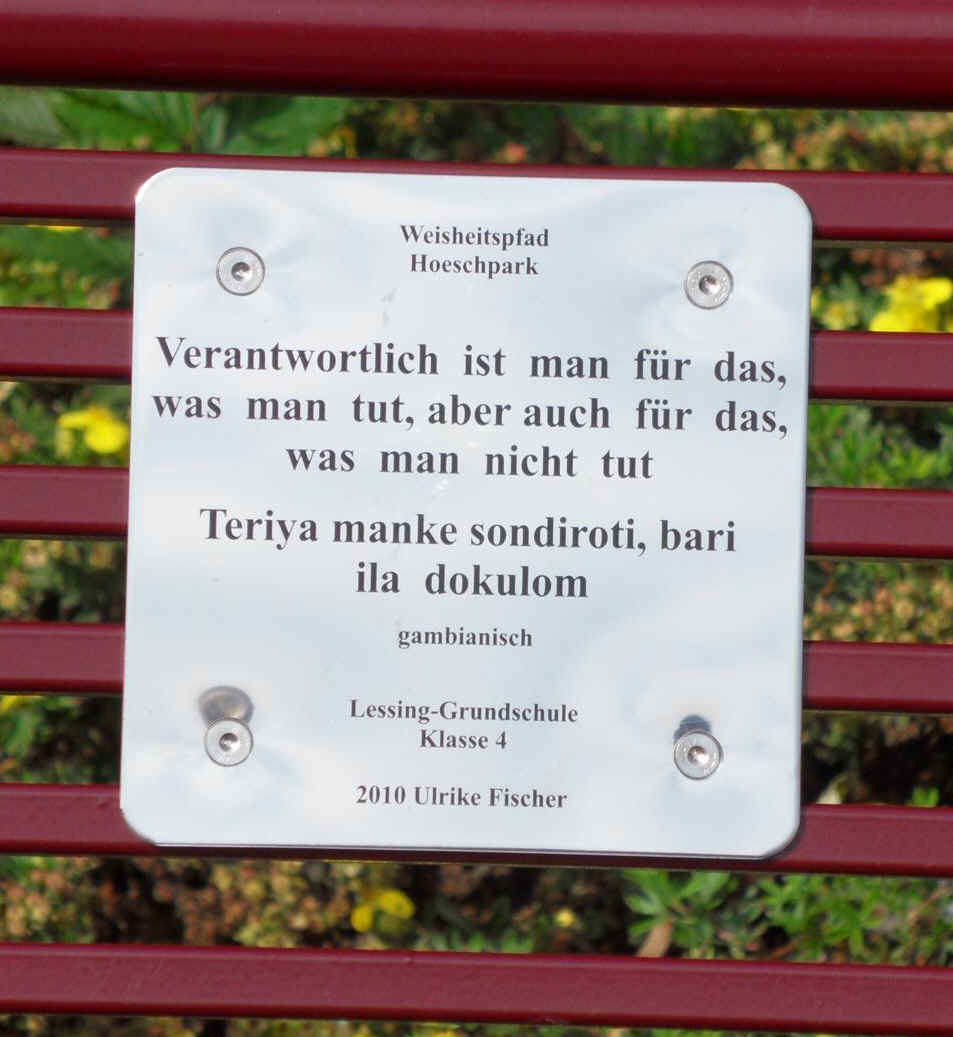 Weisheitspfad
Hoeschpark
Verantwortlich ist man für das,
was man tut, aber auch für das,
was man nicht tut
Teriya manke sondiroti, bari
ila dokulom
gambianisch
Lessing-Grundschule
Klasse 4
2010 Ulrike Fischer